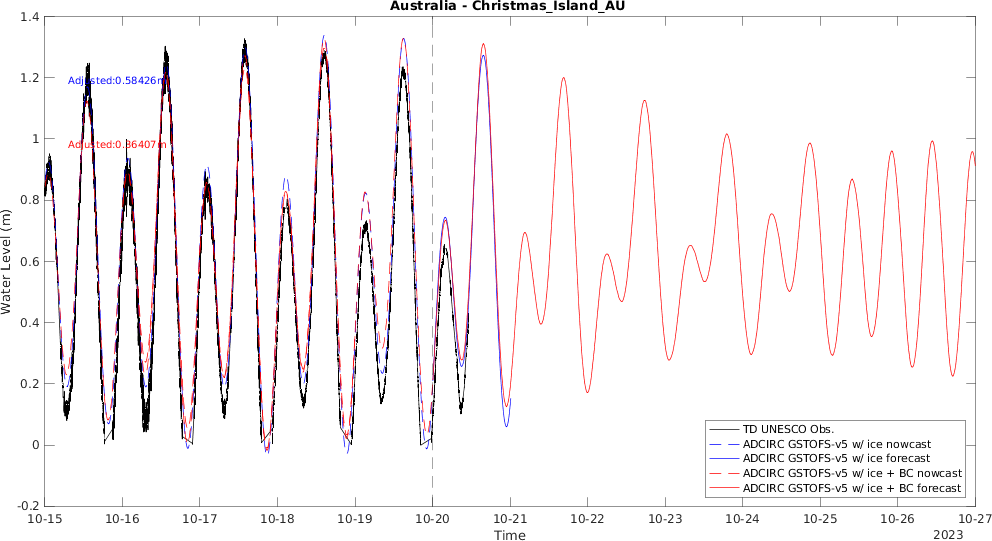 Australia - Christmas_Island_AU
1.4
1.2
1
0.8
0.6
0.4
0.2
0
-0.2
Water Level (m)
Adjusted:0.58426m
Adjusted:0.36407m
TD UNESCO Obs.
ADCIRC GSTOFS-v5 w/ ice nowcast
ADCIRC GSTOFS-v5 w/ ice forecast
ADCIRC GSTOFS-v5 w/ ice + BC nowcast
ADCIRC GSTOFS-v5 w/ ice + BC forecast
10-15 10-16 10-17 10-18 10-19 10-20 10-21 10-22 10-23 10-24 10-25 10-26 10-27
Time
2023